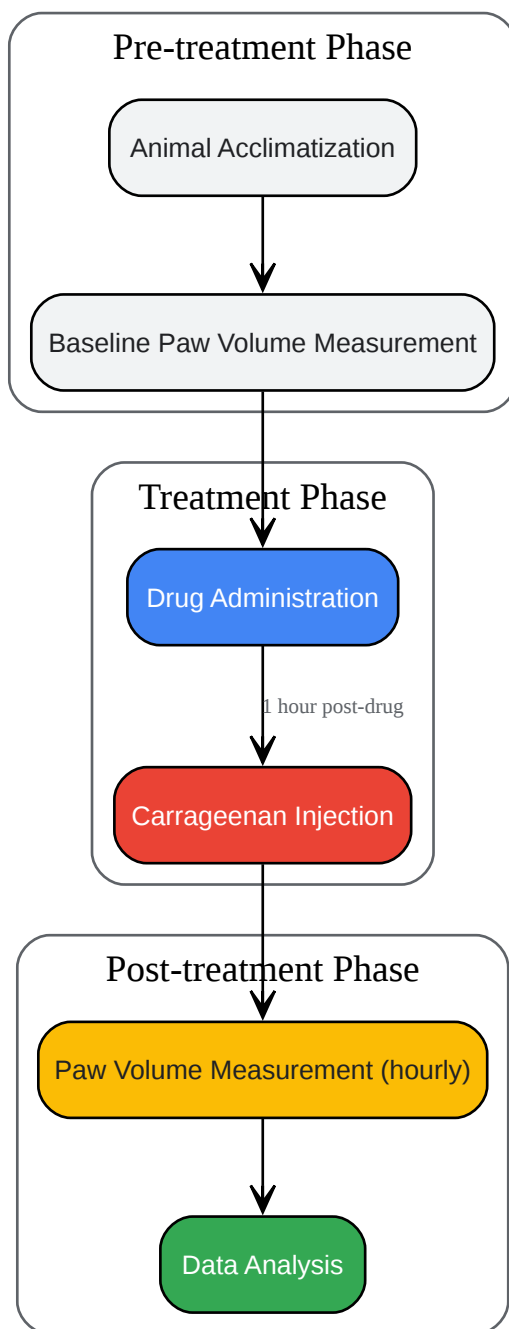 Pre-treatment Phase
Animal Acclimatization
Baseline Paw Volume Measurement
Treatment Phase
Drug Administration
1 hour post-drug
Carrageenan Injection
Post-treatment Phase
Paw Volume Measurement (hourly)
Data Analysis